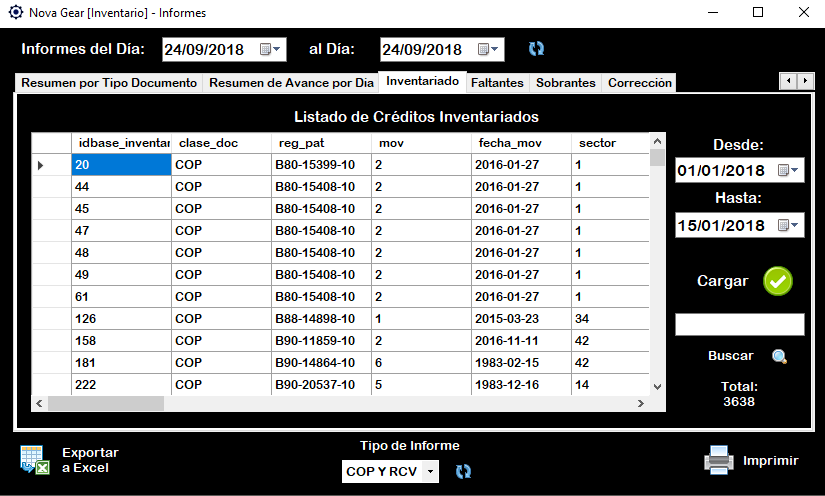 Nova Gear [Inventario] - Informes
Informes del Día: 24/09/2018 al Día: 24/09/2018
Resumen por Tipo Documento Resumen de Avance por Dia Inventariado Faltantes Sobrantes Corrección
Listado de Créditos Inventariados
idbase_inventar clase_doc reg_pat mov fecha_mov sector
20 COP B80-15399-10 2 2016-01-27 1
44 COP B80-15408-10 2 2016-01-27 1
45 COP B80-15408-10 2 2016-01-27 1
47 COP B80-15408-10 2 2016-01-27 1
48 COP B80-15408-10 2 2016-01-27 1
49 COP B80-15408-10 2 2016-01-27 1
61 COP B80-15408-10 2 2016-01-27 1
126 COP B88-14898-10 1 2015-03-23 34
158 COP B90-11859-10 2 2016-11-11 42
181 COP B90-14864-10 6 1983-02-15 42
222 COP B90-20537-10 5 1983-12-16 14
Desde:
01/01/2018
Hasta:
15/01/2018
Cargar
Buscar
Total:
3638
Exportar
a Excel
Tipo de Informe
COP Y RCV
Imprimir